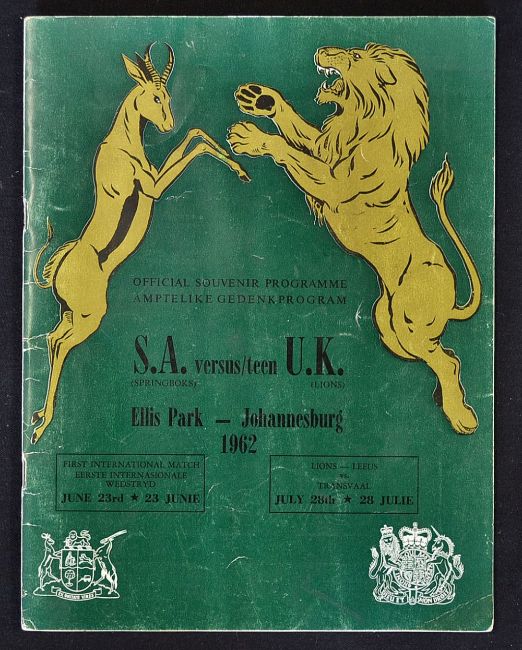 OFFICIAL SOUVENIR PROGRAMME
AMPTELIKE GEDENKPROGRAM
S.A. versus/teen U.K.
(SPRINGBOKS) (LIONS)
Ellis Park — Johannesburg
1962
FIRST INTERNATIONAL MATCH
EERSTE INTERNASIONALE
WEDSTRYD
JUNE 23rd ★ 23 JUNIE
LIONS — LEEUS
vs.
TRANSVAAL
JULY 28th ★ 28 JULIE